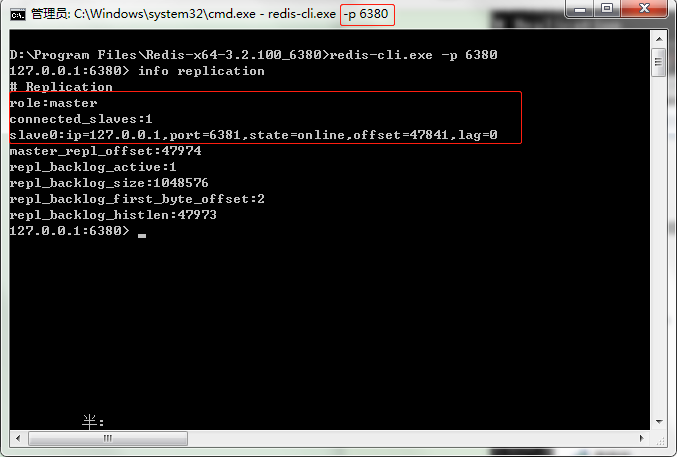 管理员: C:\Windows\system32\cmd.exe - redis-cli.exe -p 6380
D:\Program Files\Redis-x64-3.2.100_6380>redis-cli.exe -p 6380
127.0.0.1:6380> info replication
# Replication
role:master
connected_slaves:1
slave0:ip=127.0.0.1,port=6381,state=online,offset=47841,lag=0
master_repl_offset:47974
repl_backlog_active:1
repl_backlog_size:1048576
repl_backlog_first_byte_offset:2
repl_backlog_histlen:47973
127.0.0.1:6380>
半: